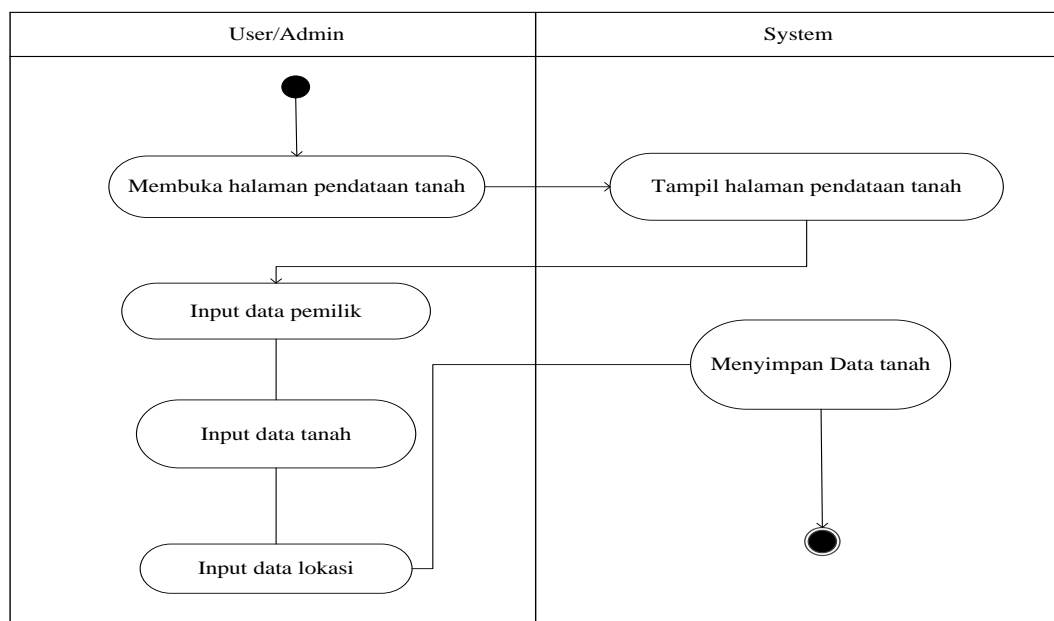 User/Admin
System
Membuka halaman pendataan tanah
Tampil halaman pendataan tanah
Input data pemilik
Menyimpan Data tanah
Input data tanah
Input data lokasi